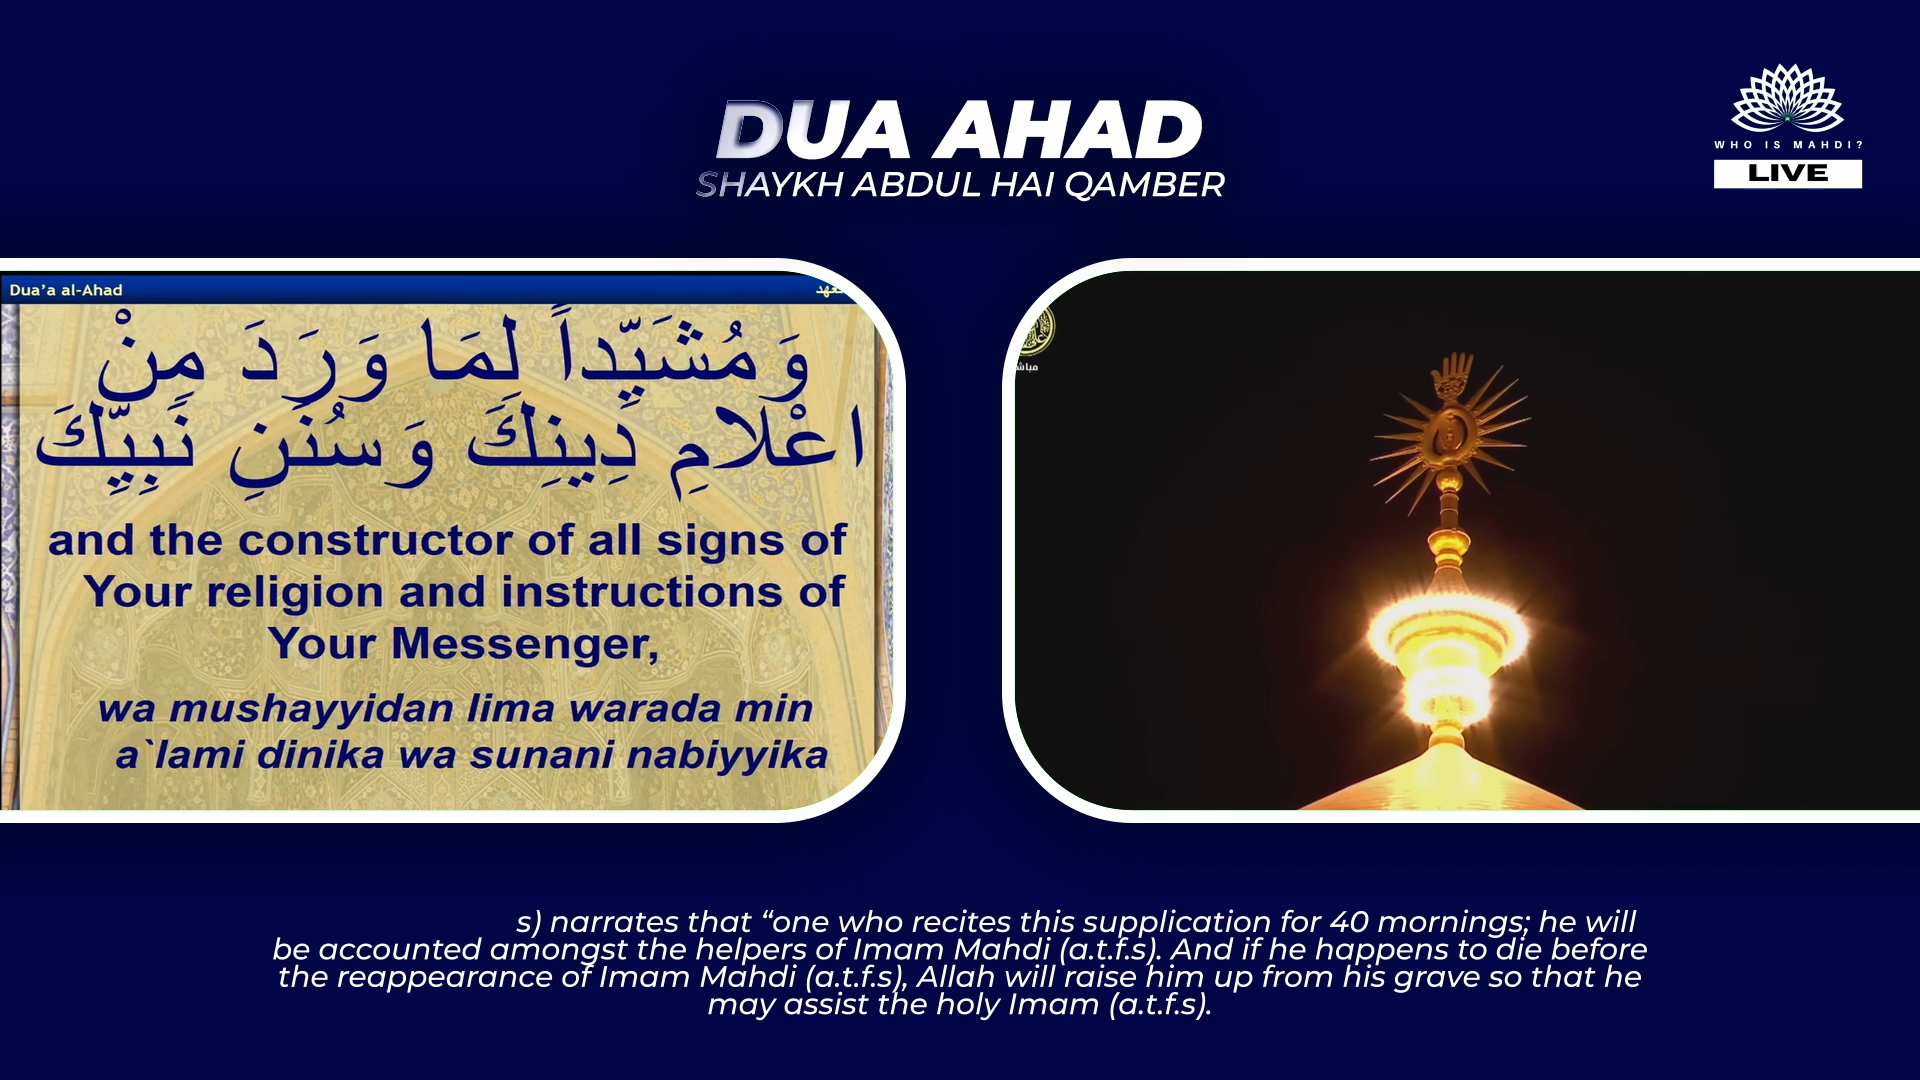 DUA AHAD
SHAYKH ABDUL HAI QAMBER
WHO IS MAHDI?
LIVE
Dua’a al-Ahad
وَمُشَيِّداً لِمَا وَرَدَ مِنْ
اعْلامِ دِينِكَ وَسُنَنِ نَبِيِّكَ
and the constructor of all signs of
Your religion and instructions of
Your Messenger,
wa mushayyidan lima warada min
a`lami dinika wa sunani nabiyyika
s) narrates that “one who recites this supplication for 40 mornings; he will
be accounted amongst the helpers of Imam Mahdi (a.t.f.s). And if he happens to die before
the reappearance of Imam Mahdi (a.t.f.s), Allah will raise him up from his grave so that he
may assist the holy Imam (a.t.f.s).